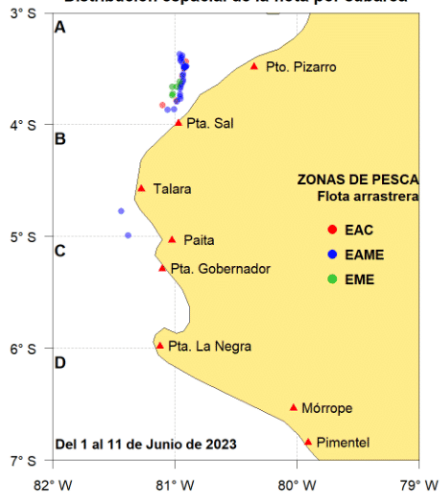 Distribución espacial de la flota por subárea
3° S
A
Pto. Pizarro
4° S
Pta. Sal
B
ZONAS DE PESCA
Flota arrastrera
Talara
EAC
5° S
Paita
EAME
C
Pta. Gobernador
EME
6° S
Pta. La Negra
D
Mórrope
Del 1 al 11 de Junio de 2023
Pimentel
7° S
82° W
81° W
80° W
79° W